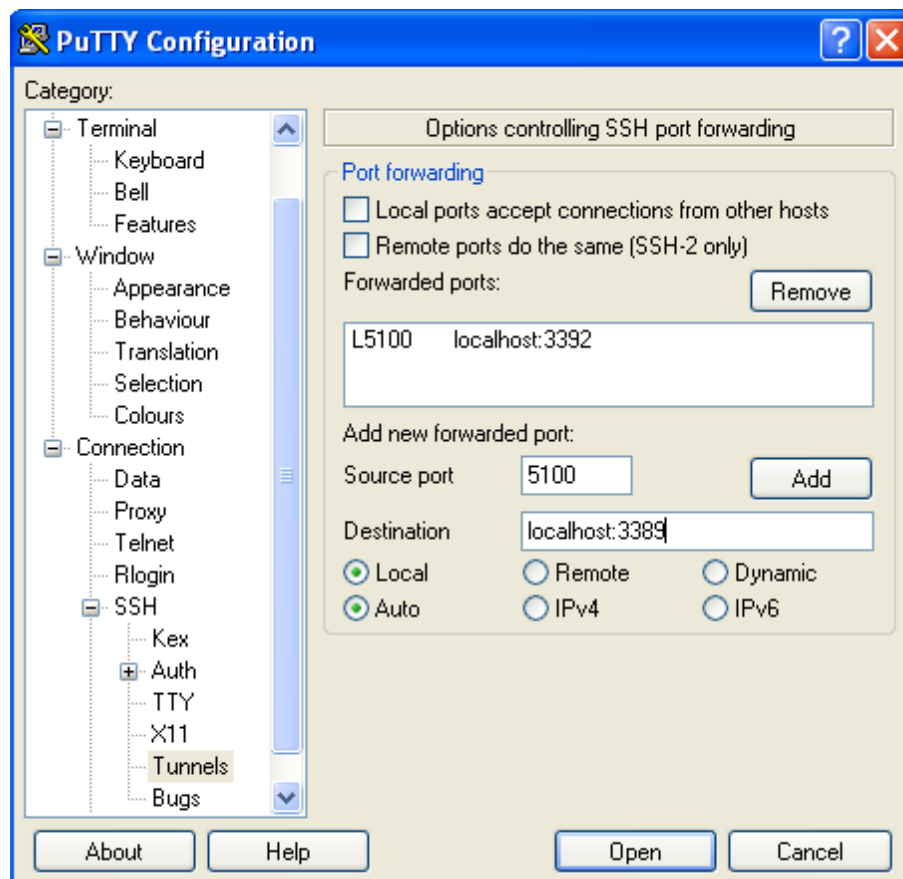 PuTTY Configuration
Category:
Terminal
Keyboard
Bell
Features
Window
Appearance
Behaviour
Translation
Selection
Colours
Connection
Data
Proxy
Telnet
Rlogin
SSH
Kex
Auth
TTY
X11
Tunnels
Bugs
Options controlling SSH port forwarding
Port forwarding
Local ports accept connections from other hosts
Remote ports do the same (SSH-2 only)
Forwarded ports:
Remove
L5100 localhost:3392
Add new forwarded port:
Source port 5100 Add
Destination localhost:3389
Local Remote Dynamic
Auto IPv4 IPv6
About Help Open Cancel